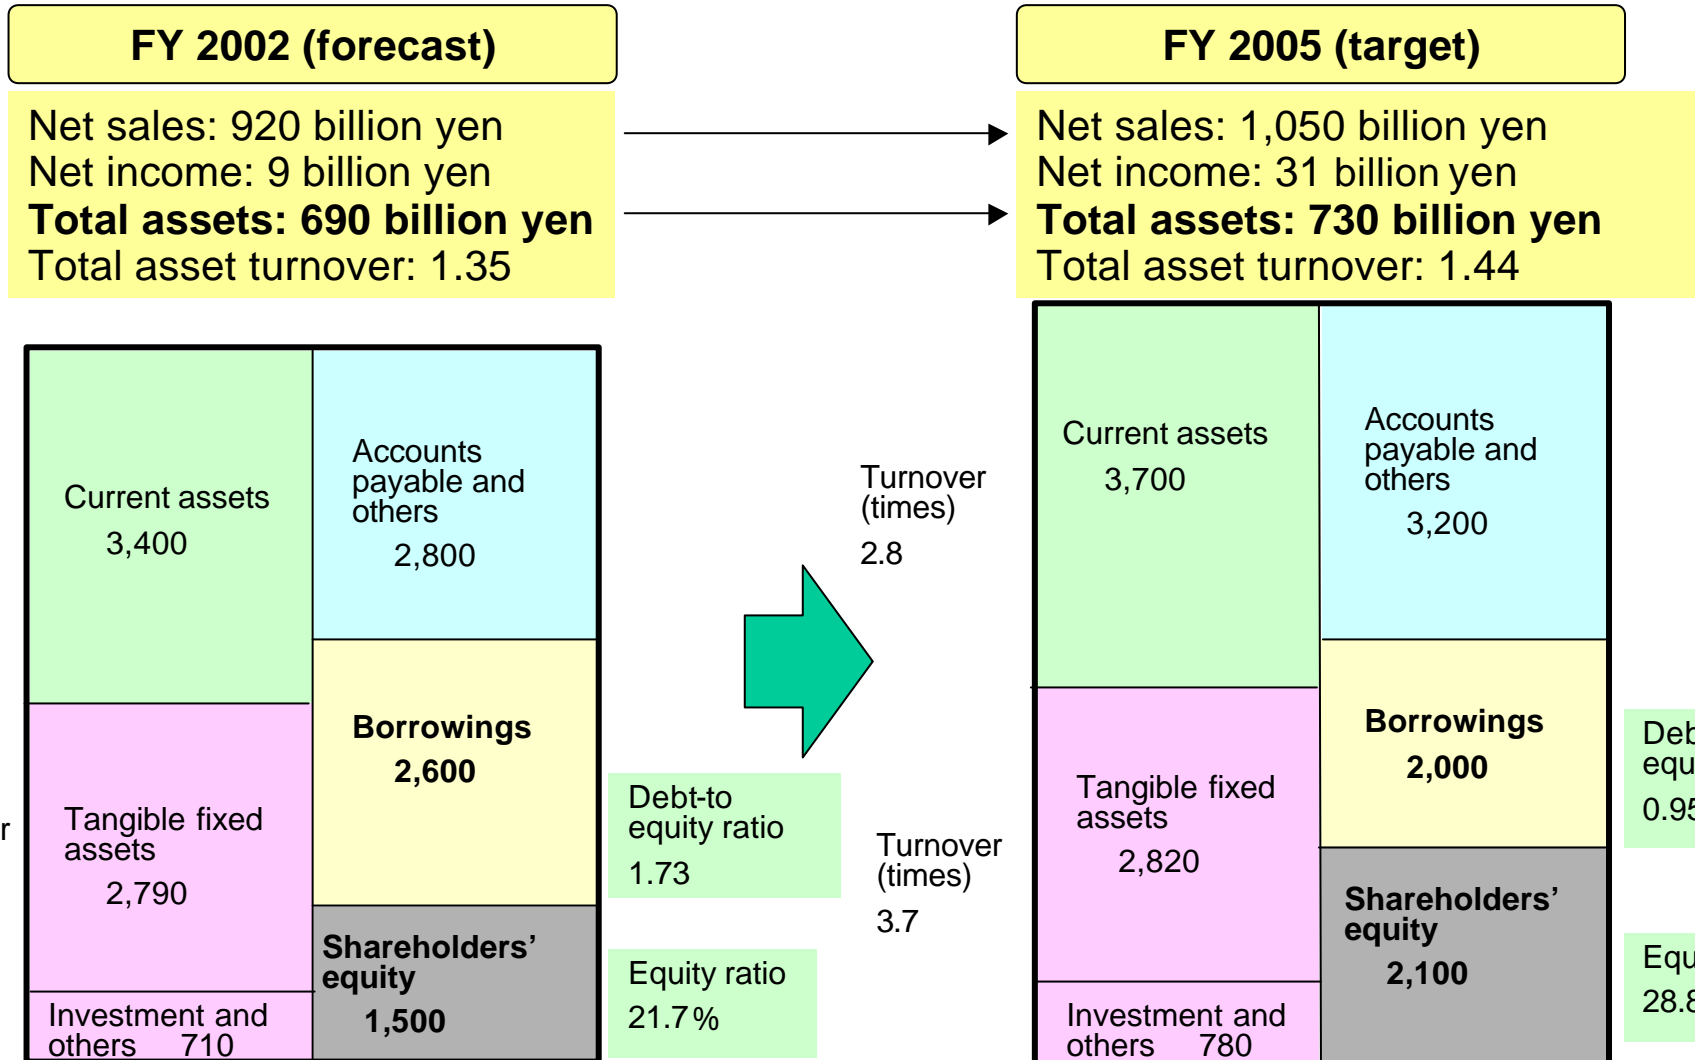 FY 2002 (forecast)
Net sales: 920 billion yen
Net income: 9 billion yen
Total assets: 690 billion yen
Total asset turnover: 1.35
FY 2005 (target)
Net sales: 1,050 billion yen
Net income: 31 billion yen
Total assets: 730 billion yen
Total asset turnover: 1.44
r
Current assets
3,400
Tangible fixed
assets
2,790
Investment and
others 710
Accounts
payable and
others
2,800
Borrowings
2,600
Shareholders’
equity
1,500
Debt-to
equity ratio
1.73
Equity ratio
21.7%
Turnover
(times)
2.8
Turnover
(times)
3.7
Current assets
3,700
Tangible fixed
assets
2,820
Investment and
others 780
Accounts
payable and
others
3,200
Borrowings
2,000
Shareholders’
equity
2,100